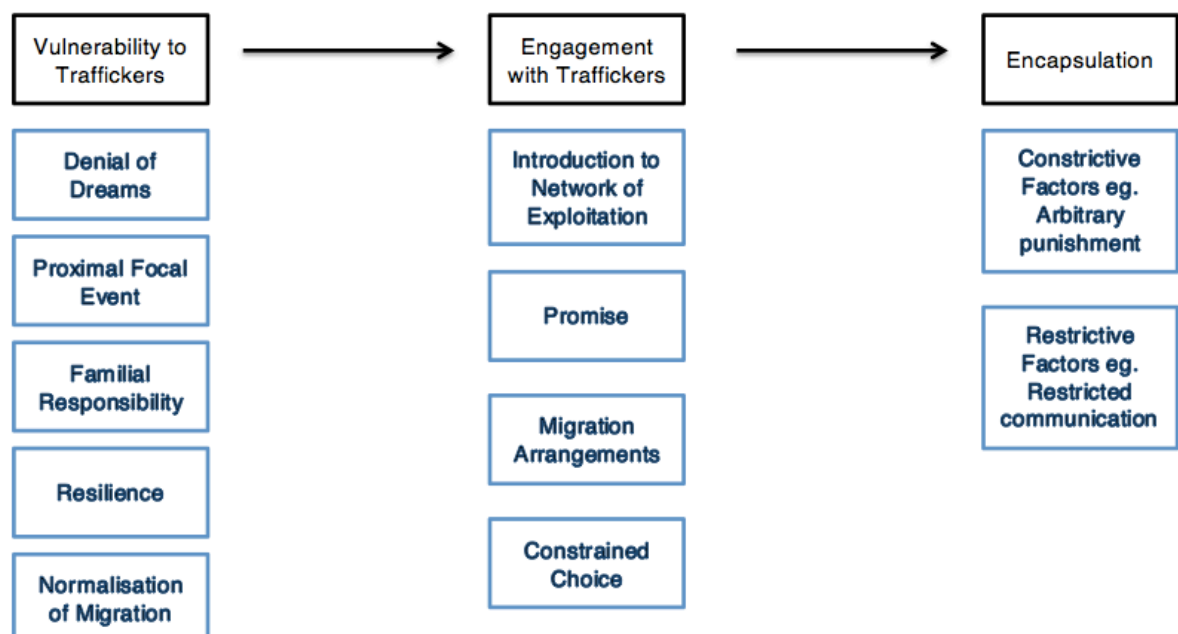 Vulnerability to
Traffickers
Engagement
with Traffickers
Encapsulation
Denial of
Dreams
Proximal Focal
Event
Familial
Responsibility
Resilience
Normalisation
of Migration
Introduction to
Network of
Exploitation
Promise
Migration
Arrangements
Constrained
Choice
Constrictive
Factors eg.
Arbitrary
punishment
Restrictive
Factors eg.
Restricted
communication